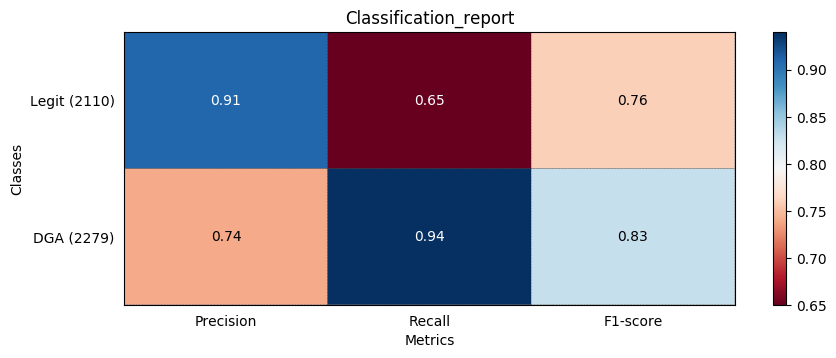 Classification_report
Classes
Legit (2110)
0.91 0.65 0.76
DGA (2279)
0.74 0.94 0.83
Precision Recall F1-score
Metrics
0.90
0.85
0.80
0.75
0.70
0.65